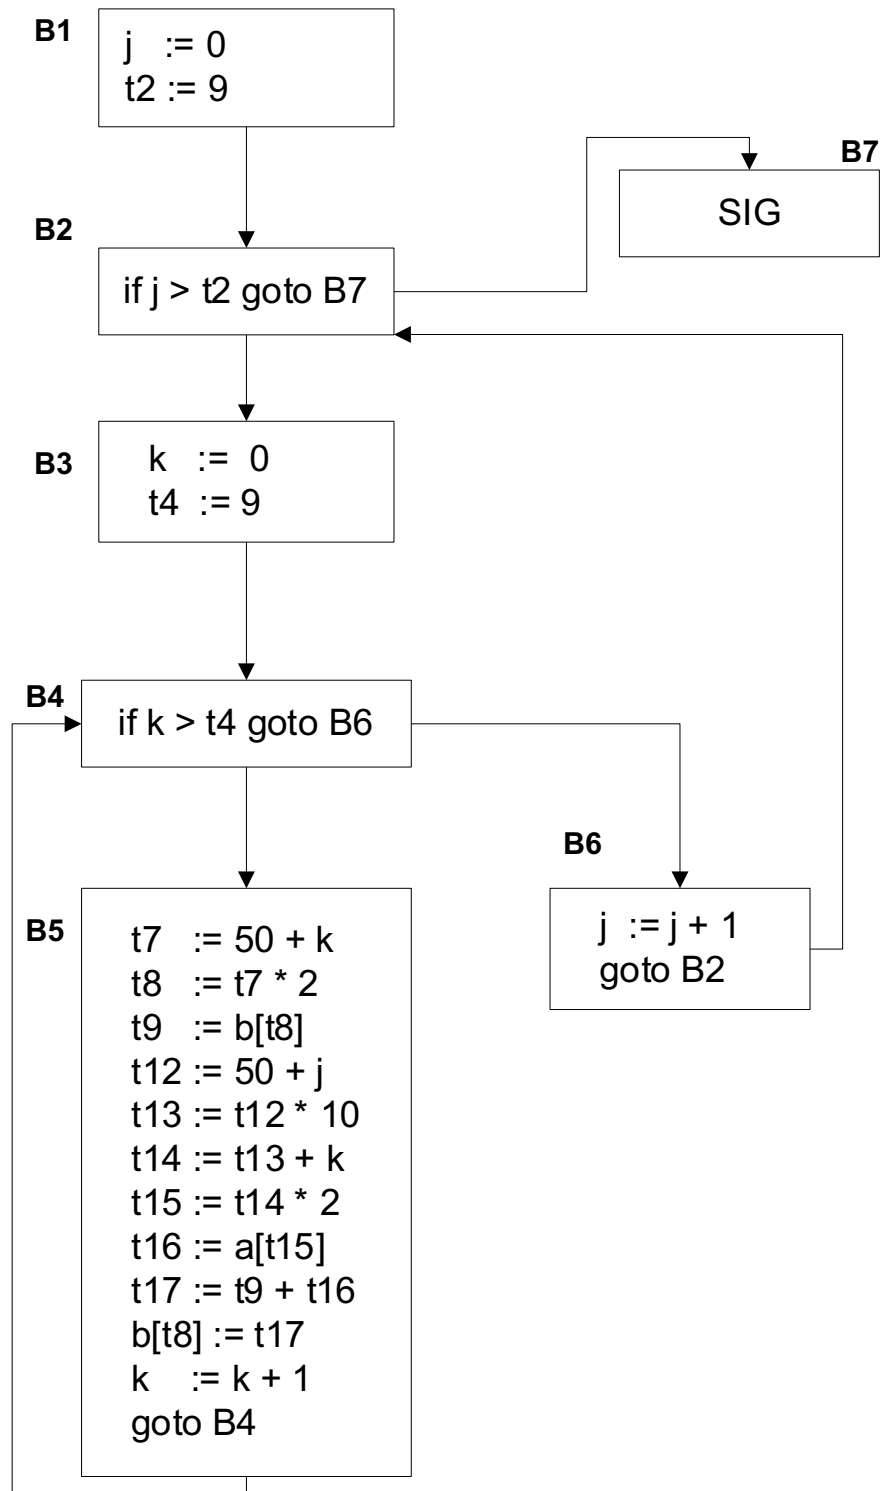 B1
j := 0
t2 := 9
B7
SIG
B2
if j > t2 goto B7
B3
k := 0
t4 := 9
B4
if k > t4 goto B6
B6
j := j + 1
goto B2
B5
t7 := 50 + k
t8 := t7 * 2
t9 := b[t8]
t12 := 50 + j
t13 := t12 * 10
t14 := t13 + k
t15 := t14 * 2
t16 := a[t15]
t17 := t9 + t16
b[t8] := t17
k := k + 1
goto B4